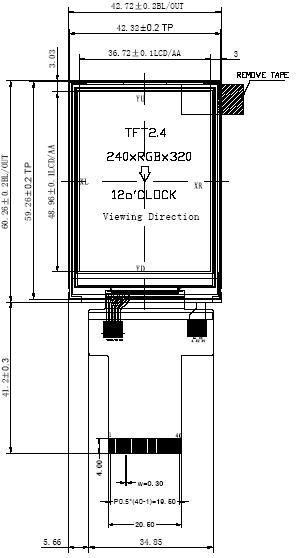 42.72±0.2BL/OUT
42.32±0.2 TP
36.72±0.1LCD/AA
3
3.03
REMOVE TAPE
YU
TFT2.4
240xRGBx320
XL
XR
12o'CLOCK
Viewing Direction
YD
60.26±0.2BL/OUT
59.26±0.2 TP
48.96±0.1LCD/AA
41.2±0.3
1
40
4.00
w=0.30
P0.5*(40-1)=19.50
20.50
5.66
34.85